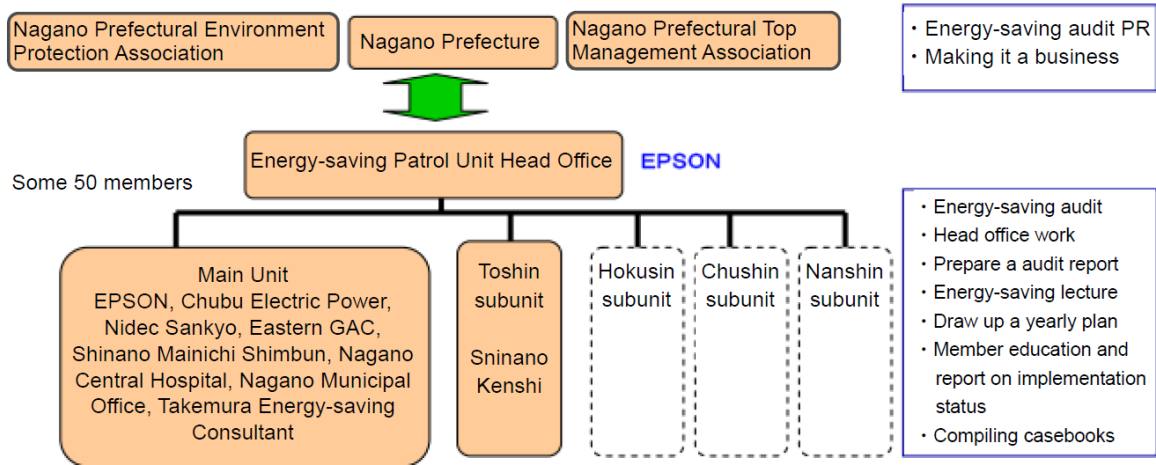 Nagano Prefectural Environment
Protection Association
Nagano Prefecture
Nagano Prefectural Top
Management Association
・Energy-saving audit PR
・Making it a business
Energy-saving Patrol Unit Head Office
EPSON
Some 50 members
Main Unit
EPSON, Chubu Electric Power,
Nidec Sankyo, Eastern GAC,
Shinano Mainichi Shimbun, Nagano
Central Hospital, Nagano Municipal
Office, Takemura Energy-saving
Consultant
Toshin
subunit
Sninano
Kenshi
Hokusin
subunit
Chushin
subunit
Nanshin
subunit
・Energy-saving audit
・Head office work
・Prepare a audit report
・Energy-saving lecture
・Draw up a yearly plan
・Member education and
report on implementation
status
・Compiling casebooks